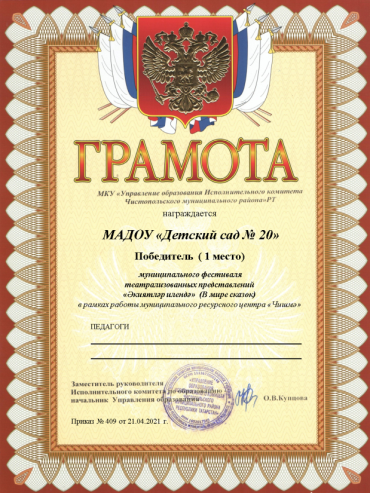 ГРАМОТА
МКУ «Управление образования Исполнительного комитета
Чистопольского муниципального района»РТ
награждается
МАДОУ «Детский сад № 20»
Победитель ( 1 место)
муниципального фестиваля
театрализованных представлений
«Әкиятләр илендә» (В мире сказок)
в рамках работы муниципального ресурсного центра «Чишмә»
ПЕДАГОГИ
Заместитель руководителя
Исполнительного комитета по образованию
начальник Управления образования
О.В.Купцова
Приказ № 409 от 21.04.2021 г.